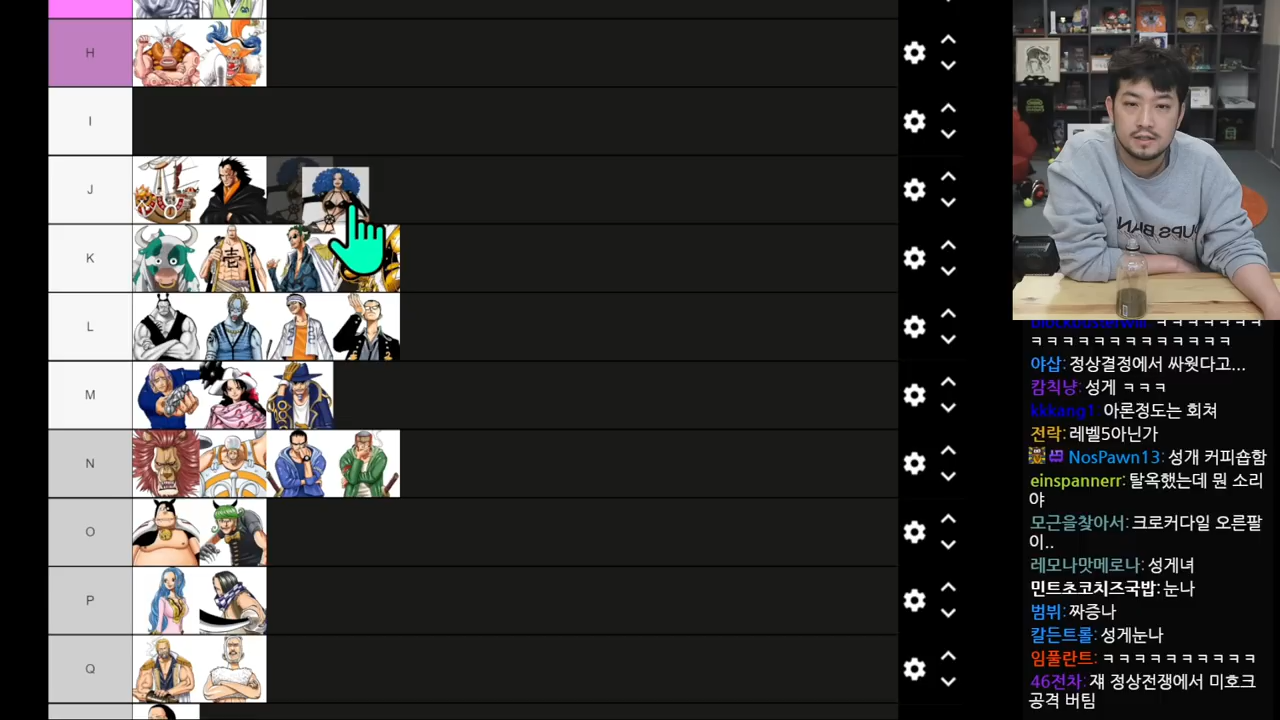 H
I
J
K
L
M
N
O
P
Q
ㅋㅋㅋㅋㅋㅋㅋㅋㅋㅋㅋㅋㅋ
야삽: 정상결정에서 싸웟다고...
캄칙냥: 성게 ㅋㅋㅋ
kkkang1: 아론정도는 회쳐
전락: 레벨5아닌가
NosPawn13: 성개 커피숍함
einspannerr: 탈옥했는데 뭔 소리
야
모근을찾아서: 크로커다일 오른팔
이..
레모나맛메로나: 성게녀
민트초코치즈국밥: 눈나
범뷔: 짜증나
칼든트롤: 성게눈나
임풀란트: ㅋㅋㅋㅋㅋㅋㅋㅋㅋㅋ
46전차: 쟤 정상전쟁에서 미호크
공격 버팀